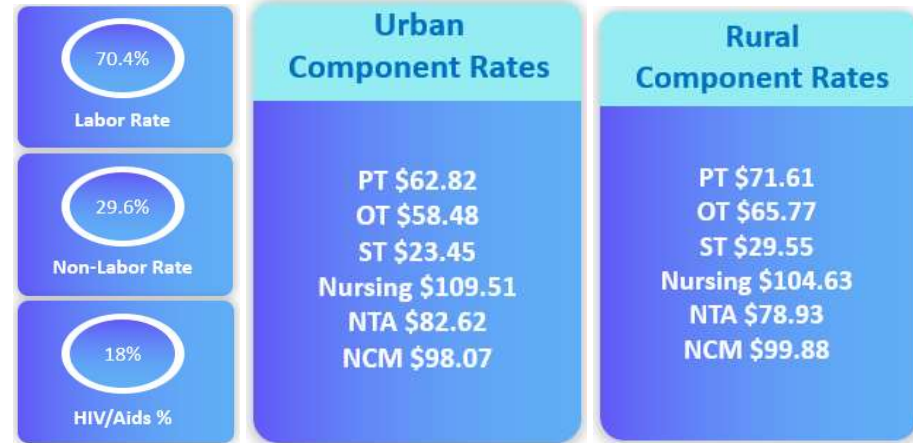 70.4%
Labor Rate
29.6%
Non-Labor Rate
18%
HIV/Aids %
Urban
Component Rates
PT $62.82
OT $58.48
ST $23.45
Nursing $109.51
NTA $82.62
NCM $98.07
Rural
Component Rates
PT $71.61
OT $65.77
ST $29.55
Nursing $104.63
NTA $78.93
NCM $99.88